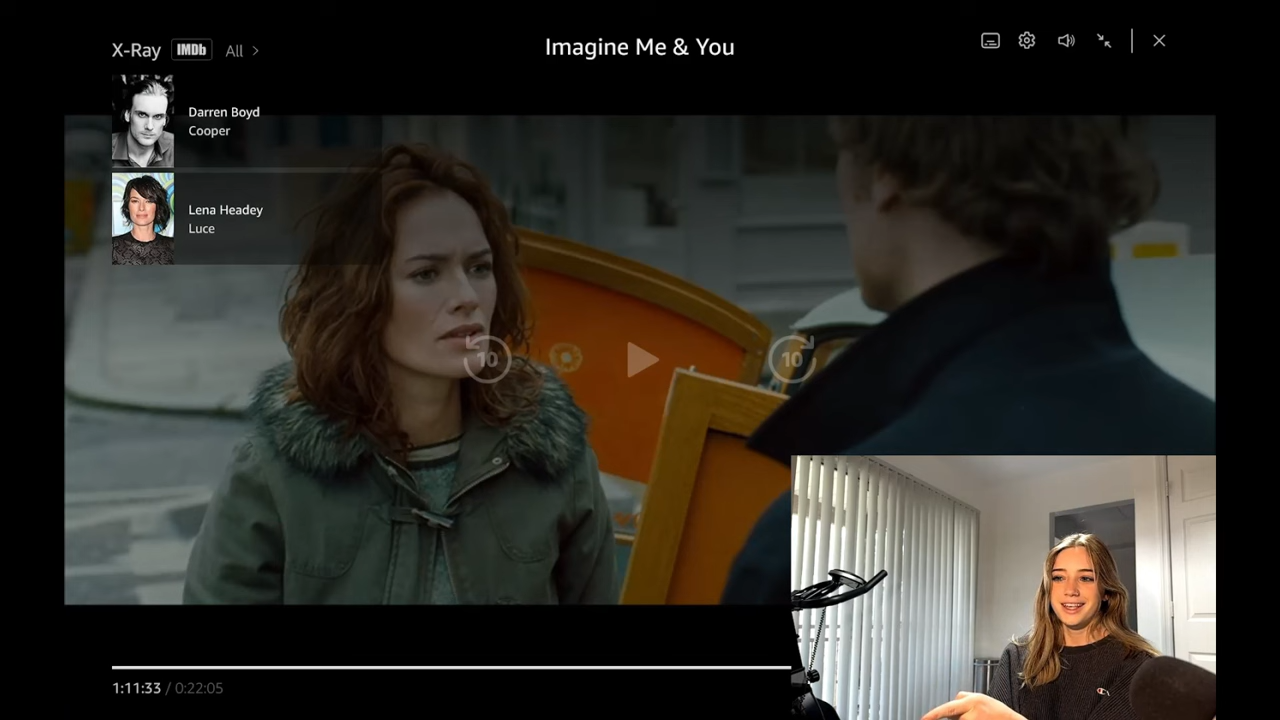 X-Ray IMDb All >
Imagine Me & You
Darren Boyd
Cooper
Lena Headey
Luce
10
10
1:11:33 / 0:22:05